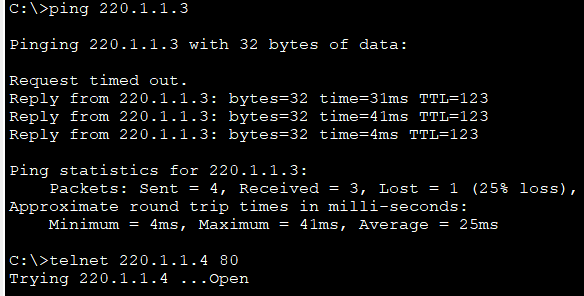 C:\>ping 220.1.1.3
Pinging 220.1.1.3 with 32 bytes of data:
Request timed out.
Reply from 220.1.1.3: bytes=32 time=31ms TTL=123
Reply from 220.1.1.3: bytes=32 time=41ms TTL=123
Reply from 220.1.1.3: bytes=32 time=4ms TTL=123
Ping statistics for 220.1.1.3:
    Packets: Sent = 4, Received = 3, Lost = 1 (25% loss),
Approximate round trip times in milli-seconds:
    Minimum = 4ms, Maximum = 41ms, Average = 25ms
C:\>telnet 220.1.1.4 80
Trying 220.1.1.4 ...Open